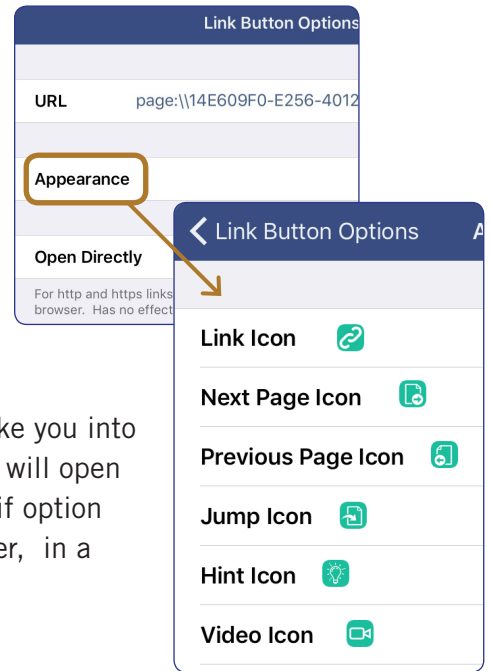 Link Button Options
URL page:\\14E609F0-E256-4012
Appearance
Open Directly
For http and https links
browser. Has no effect
Link Button Options
Link Icon
Next Page Icon
Previous Page Icon
Jump Icon
Hint Icon
Video Icon
you into
will open
if option
in a